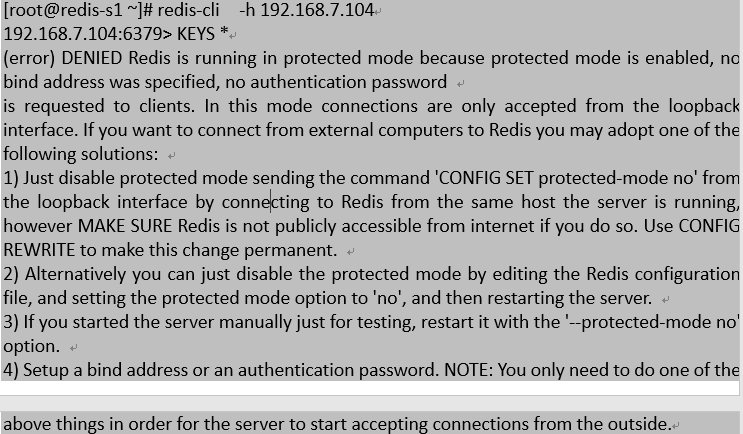 [root@redis-s1 ~]# redis-cli -h 192.168.7.104
192.168.7.104:6379> KEYS *
(error) DENIED Redis is running in protected mode because protected mode is enabled, no
bind address was specified, no authentication password
is requested to clients. In this mode connections are only accepted from the loopback
interface. If you want to connect from external computers to Redis you may adopt one of the
following solutions:
1) Just disable protected mode sending the command 'CONFIG SET protected-mode no' from
the loopback interface by connecting to Redis from the same host the server is running,
however MAKE SURE Redis is not publicly accessible from internet if you do so. Use CONFIG
REWRITE to make this change permanent.
2) Alternatively you can just disable the protected mode by editing the Redis configuration
file, and setting the protected mode option to 'no', and then restarting the server.
3) If you started the server manually just for testing, restart it with the '--protected-mode no'
option.
4) Setup a bind address or an authentication password. NOTE: You only need to do one of the
above things in order for the server to start accepting connections from the outside.